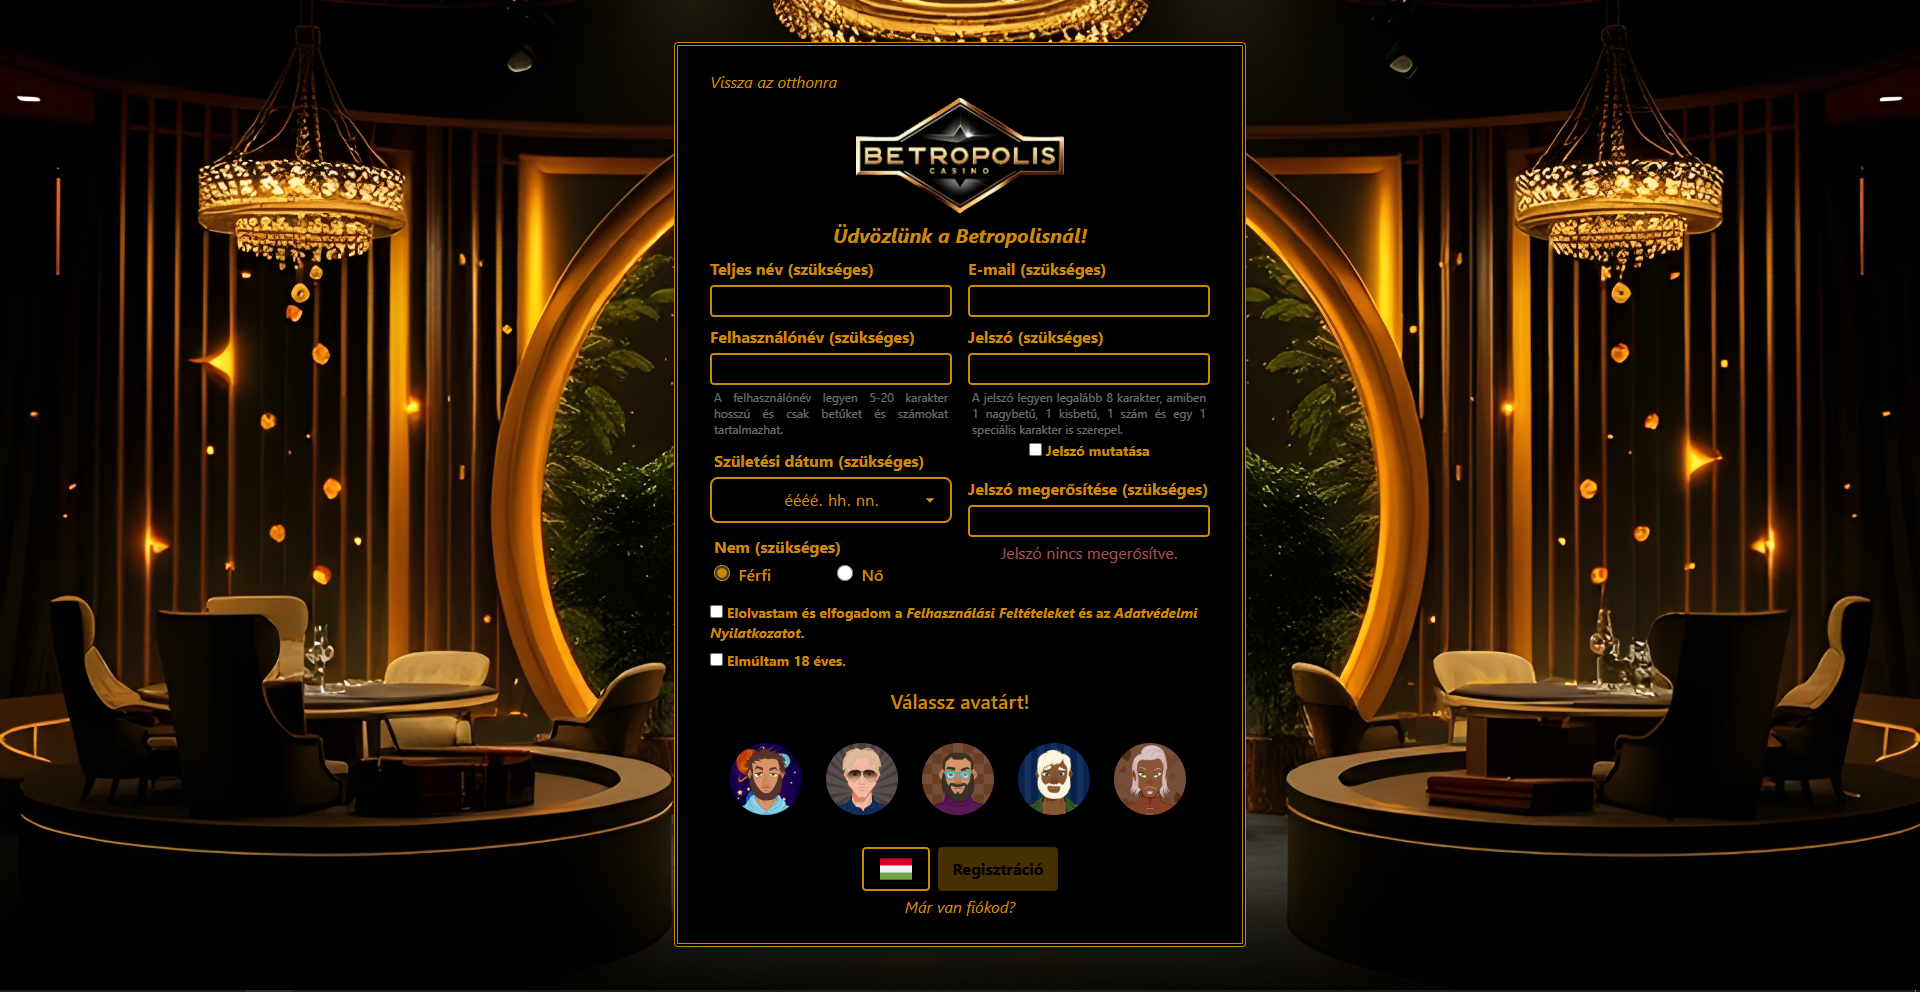 Vissza az otthonra
BETROPOLIS
CASINO
Üdvözlünk a Betropolisnál!
Teljes név (szükséges)
E-mail (szükséges)
Felhasználónév (szükséges)
Jelszó (szükséges)
A felhasználónév legyen 5-20 karakter
hosszú és csak betűket és számokat
tartalmazhat.
A jelszó legyen legalább 8 karakter, amiben
1 nagybetű, 1 kisbetű, 1 szám és egy 1
speciális karakter is szerepel.
Jelszó mutatása
Születési dátum (szükséges)
éééé. hh. nn.
Jelszó megerősítése (szükséges)
Jelszó nincs megerősítve.
Nem (szükséges)
Férfi Nő
Elolvastam és elfogadom a Felhasználási Feltételeket és az Adatvédelmi
Nyilatkozatot.
Elmúltam 18 éves.
Válassz avatárt!
Regisztráció
Már van fiókod?